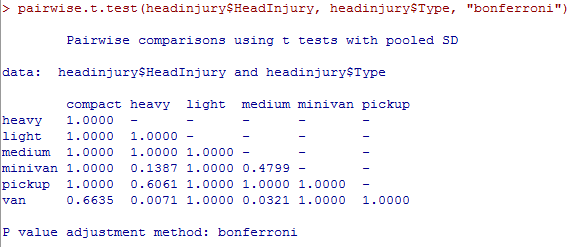 > pairwise.t.test(headinjury$HeadInjury, headinjury$Type, "bonferroni")
Pairwise comparisons using t tests with pooled SD
data:  headinjury$HeadInjury and headinjury$Type
compact heavy  light  medium minivan pickup
heavy   1.0000  -      -      -      -       -
light   1.0000  1.0000 -      -      -       -
medium  1.0000  1.0000 1.0000 -      -       -
minivan 1.0000  0.1387 1.0000 0.4799 -       -
pickup  1.0000  0.6061 1.0000 1.0000 1.0000  -
van     0.6635  0.0071 1.0000 0.0321 1.0000  1.0000
P value adjustment method: bonferroni